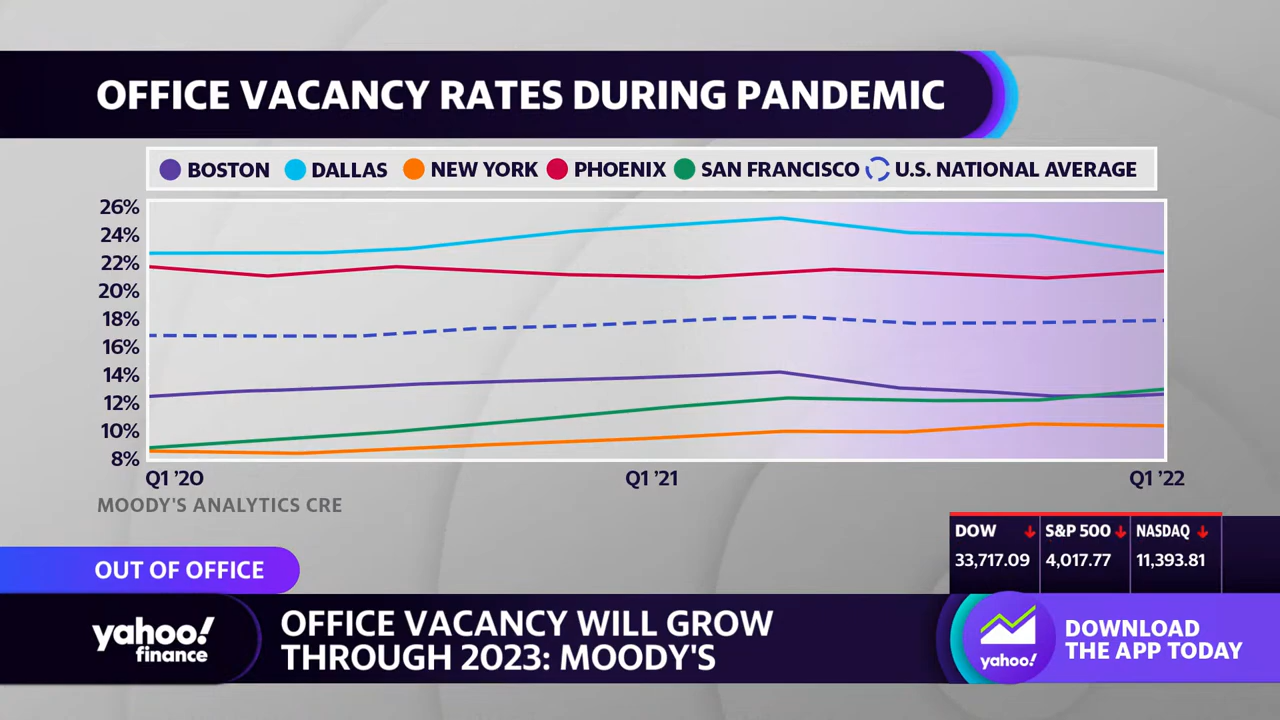 OFFICE VACANCY RATES DURING PANDEMIC
BOSTON DALLAS NEW YORK PHOENIX SAN FRANCISCO U.S. NATIONAL AVERAGE
26%
24%
22%
20%
18%
16%
14%
12%
10%
8%
Q1 ’20 Q1 ’21 Q1 ’22
MOODY'S ANALYTICS CRE
DOW S&P 500 NASDAQ
33,717.09 4,017.77 11,393.81
OUT OF OFFICE
yahoo!
finance
OFFICE VACANCY WILL GROW
THROUGH 2023: MOODY'S
yahoo!
DOWNLOAD
THE APP TODAY